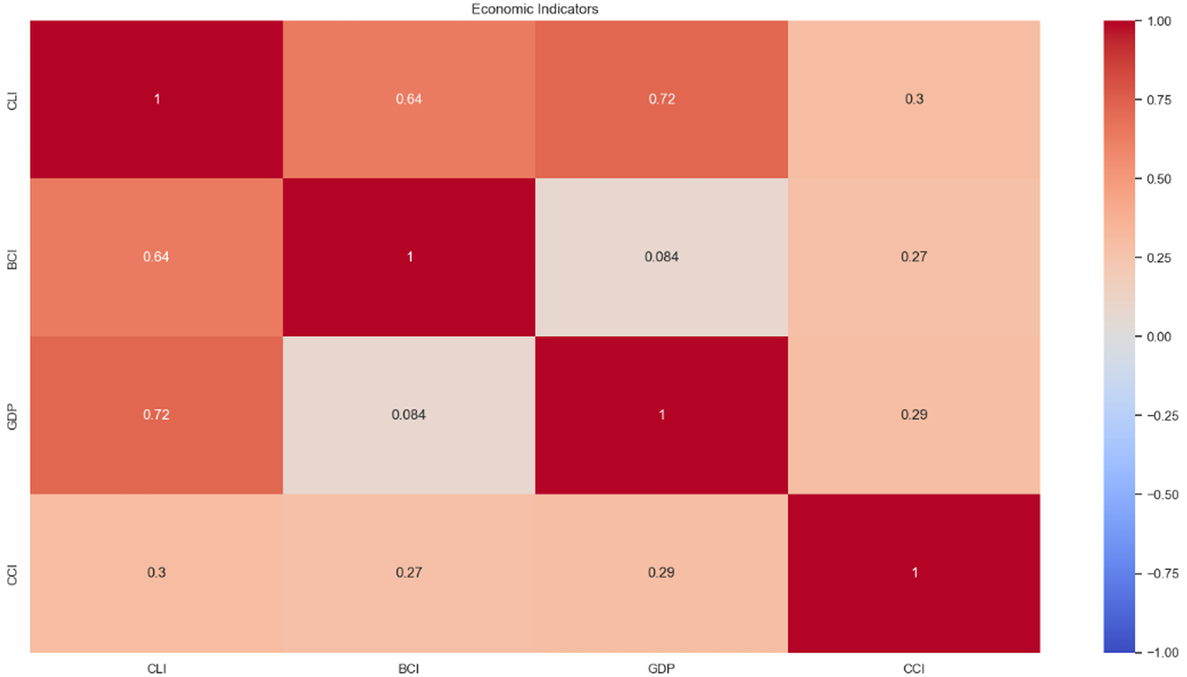 Economic Indicators
CLI 1 0.64 0.72 0.3
BCI 0.64 1 0.084 0.27
GDP 0.72 0.084 1 0.29
CCI 0.3 0.27 0.29 1
CLI BCI GDP CCI
1.00
0.75
0.50
0.25
0.00
−0.25
−0.50
−0.75
−1.00